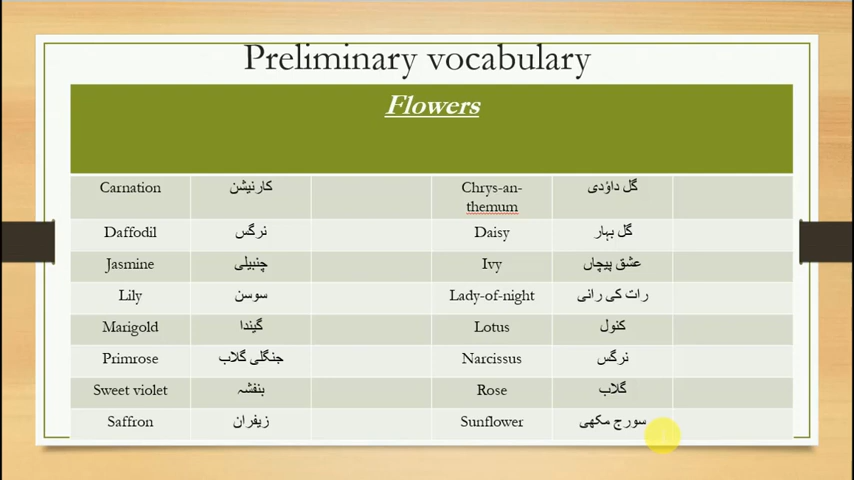 Preliminary vocabulary
Flowers
Carnation کارنیشن Chrys-an-themum گل داؤدی
Daffodil نرگس Daisy گل بہار
Jasmine چنبیلی Ivy عشق پیچاں
Lily سوسن Lady-of-night رات کی رانی
Marigold گیندا Lotus کنول
Primrose جنگلی گلاب Narcissus نرگس
Sweet violet بنفشہ Rose گلاب
Saffron زیفران Sunflower سورج مکھی